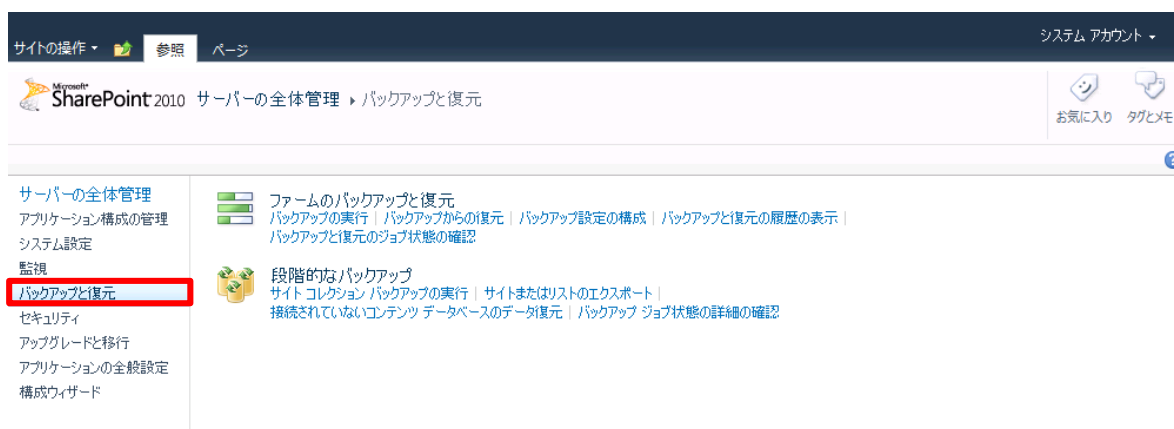 システム アカウント
サイトの操作 参照 ページ
Microsoft
SharePoint 2010 サーバーの全体管理 ▸ バックアップと復元
お気に入り タグとメモ
サーバーの全体管理
アプリケーション構成の管理
システム設定
監視
バックアップと復元
セキュリティ
アップグレードと移行
アプリケーションの全般設定
構成ウィザード
ファームのバックアップと復元
バックアップの実行 | バックアップからの復元 | バックアップ設定の構成 | バックアップと復元の履歴の表示 |
バックアップと復元のジョブ状態の確認
段階的なバックアップ
サイト コレクション バックアップの実行 | サイトまたはリストのエクスポート |
接続されていないコンテンツ データベースのデータ復元 | バックアップ ジョブ状態の詳細の確認